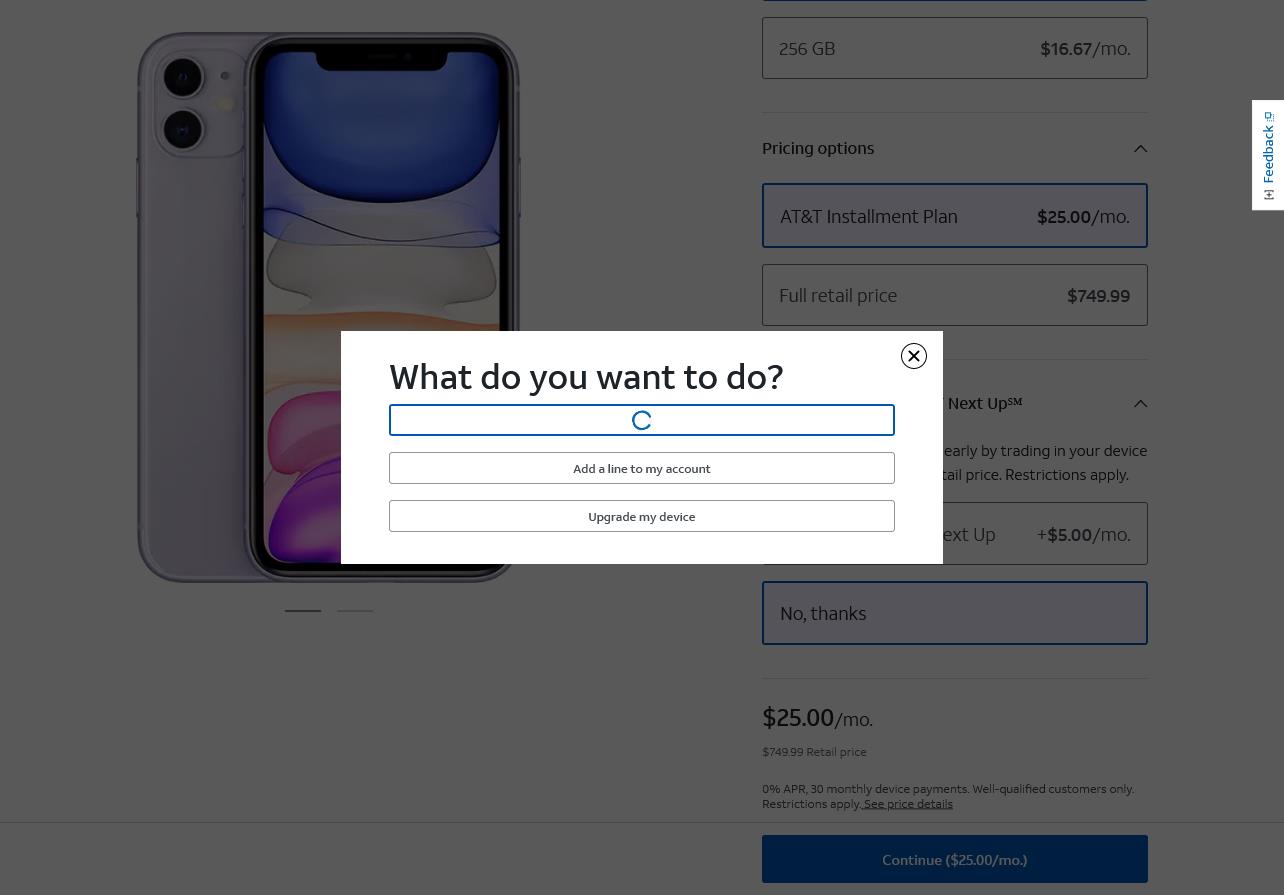 256 GB $16.67/mo.
Pricing options
AT&T Installment Plan $25.00/mo.
Full retail price $749.99
What do you want to do?
Add a line to my account
Upgrade my device
Next Up℠
early by trading in your device
price. Restrictions apply.
Up +$5.00/mo.
No, thanks
$25.00/mo.
$749.99 Retail price
0% APR, 30 monthly device payments. Well-qualified customers only.
Restrictions apply. See price details
Continue ($25.00/mo.)
[+] Feedback